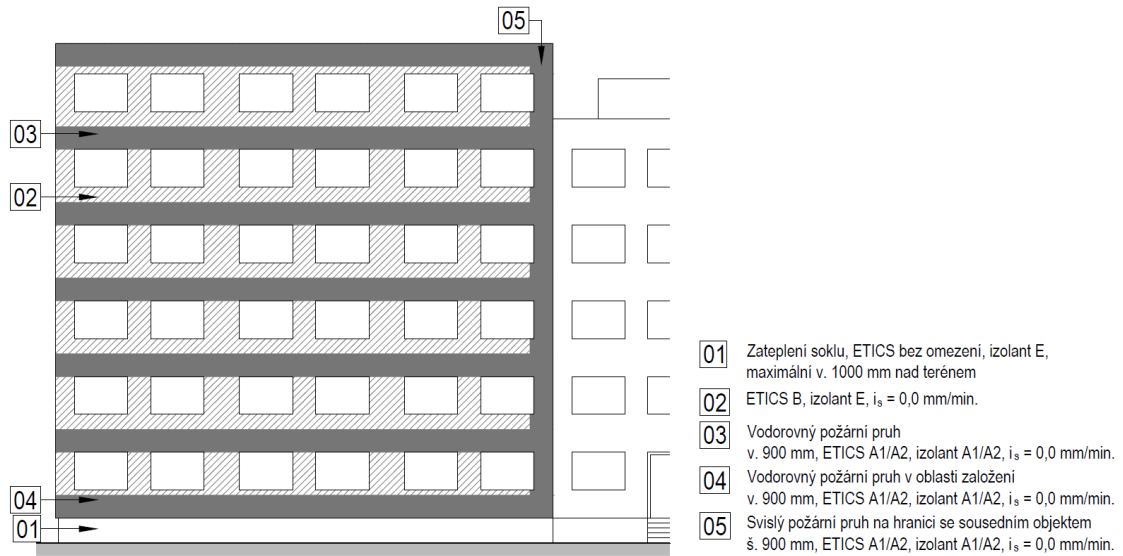 05
03
02
04
01
01 Zateplení soklu, ETICS bez omezení, izolant E,
maximální v. 1000 mm nad terénem
02 ETICS B, izolant E, iₛ = 0,0 mm/min.
03 Vodorovný požární pruh
v. 900 mm, ETICS A1/A2, izolant A1/A2, iₛ = 0,0 mm/min.
04 Vodorovný požární pruh v oblasti založení
v. 900 mm, ETICS A1/A2, izolant A1/A2, iₛ = 0,0 mm/min.
05 Svislý požární pruh na hranici se sousedním objektem
š. 900 mm, ETICS A1/A2, izolant A1/A2, iₛ = 0,0 mm/min.